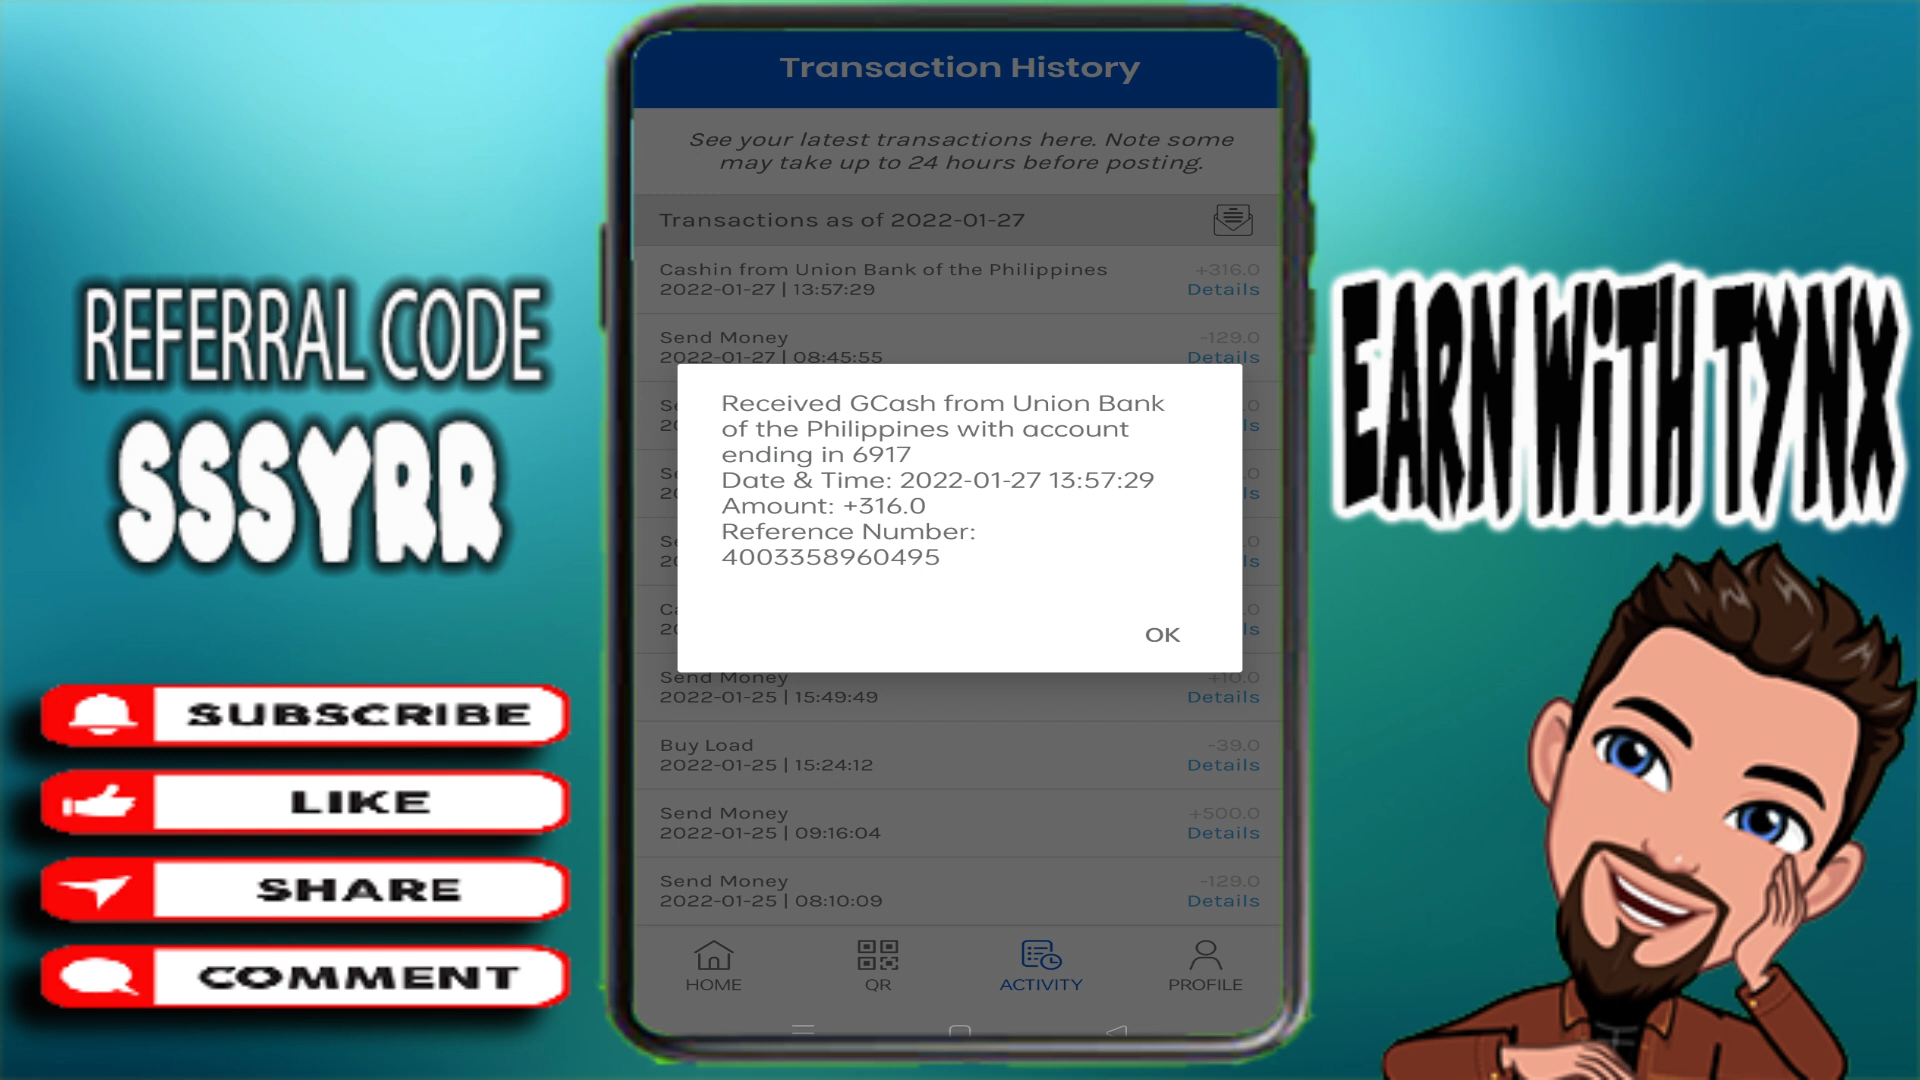 REFERRAL CODE
SSSYRR
SUBSCRIBE
LIKE
SHARE
COMMENT
Transaction History
See your latest transactions here. Note some
may take up to 24 hours before posting.
Transactions as of 2022-01-27
Cashin from Union Bank of the Philippines +316.0
2022-01-27 | 13:57:29 Details
Send Money -129.0
2022-01-27 | 08:45:55 Details
Received GCash from Union Bank
of the Philippines with account
ending in 6917
Date & Time: 2022-01-27 13:57:29
Amount: +316.0
Reference Number:
4003358960495
OK
Send Money +10.0
2022-01-25 | 15:49:49 Details
Buy Load -39.0
2022-01-25 | 15:24:12 Details
Send Money +500.0
2022-01-25 | 09:16:04 Details
Send Money -129.0
2022-01-25 | 08:10:09 Details
HOME QR ACTIVITY PROFILE
EARN WiTH TYNX